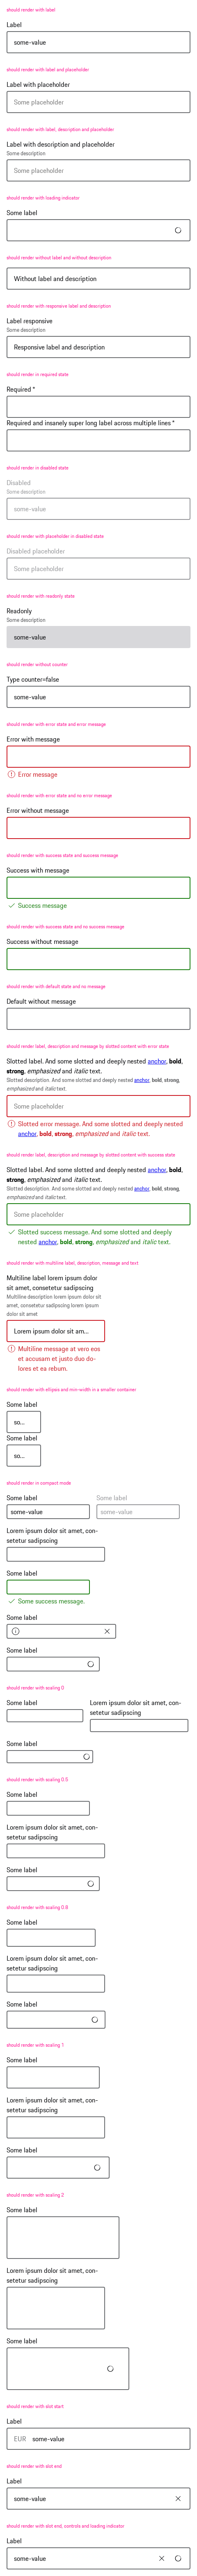 should render with label
Label
some-value
should render with label and placeholder
Label with placeholder
Some placeholder
should render with label, description and placeholder
Label with description and placeholder
Some description
Some placeholder
should render with loading indicator
Some label
should render without label and without description
Without label and description
should render with responsive label and description
Label responsive
Some description
Responsive label and description
should render in required state
Required *
Required and insanely super long label across multiple lines *
should render in disabled state
Disabled
Some description
some-value
should render with placeholder in disabled state
Disabled placeholder
Some placeholder
should render with readonly state
Readonly
Some description
some-value
should render without counter
Type counter=false
some-value
should render with error state and error message
Error with message
Error message
should render with error state and no error message
Error without message
should render with success state and success message
Success with message
Success message
should render with success state and no success message
Success without message
should render with default state and no message
Default without message
should render label, description and message by slotted content with error state
Slotted label. And some slotted and deeply nested anchor, bold,
strong, emphasized and italic text.
Slotted description. And some slotted and deeply nested anchor, bold, strong,
emphasized and italic text.
Some placeholder
Slotted error message. And some slotted and deeply nested
anchor, bold, strong, emphasized and italic text.
should render label, description and message by slotted content with success state
Slotted label. And some slotted and deeply nested anchor, bold,
strong, emphasized and italic text.
Slotted description. And some slotted and deeply nested anchor, bold, strong,
emphasized and italic text.
Some placeholder
Slotted success message. And some slotted and deeply
nested anchor, bold, strong, emphasized and italic text.
should render with multiline label, description, message and text
Multiline label lorem ipsum dolor
sit amet, consetetur sadipscing
Multiline description lorem ipsum dolor sit
amet, consetetur sadipscing lorem ipsum
dolor sit amet
Lorem ipsum dolor sit am...
Multiline message at vero eos
et accusam et justo duo do-
lores et ea rebum.
should render with ellipsis and min-width in a smaller container
Some label
so...
Some label
so...
should render in compact mode
Some label
some-value
Some label
some-value
Lorem ipsum dolor sit amet, con-
setetur sadipscing
Some label
Some success message.
Some label
Some label
should render with scaling 0
Some label
Lorem ipsum dolor sit amet, con-
setetur sadipscing
Some label
should render with scaling 0.5
Some label
Lorem ipsum dolor sit amet, con-
setetur sadipscing
Some label
should render with scaling 0.8
Some label
Lorem ipsum dolor sit amet, con-
setetur sadipscing
Some label
should render with scaling 1
Some label
Lorem ipsum dolor sit amet, con-
setetur sadipscing
Some label
should render with scaling 2
Some label
Lorem ipsum dolor sit amet, con-
setetur sadipscing
Some label
should render with slot start
Label
EUR some-value
should render with slot end
Label
some-value
should render with slot end, controls and loading indicator
Label
some-value